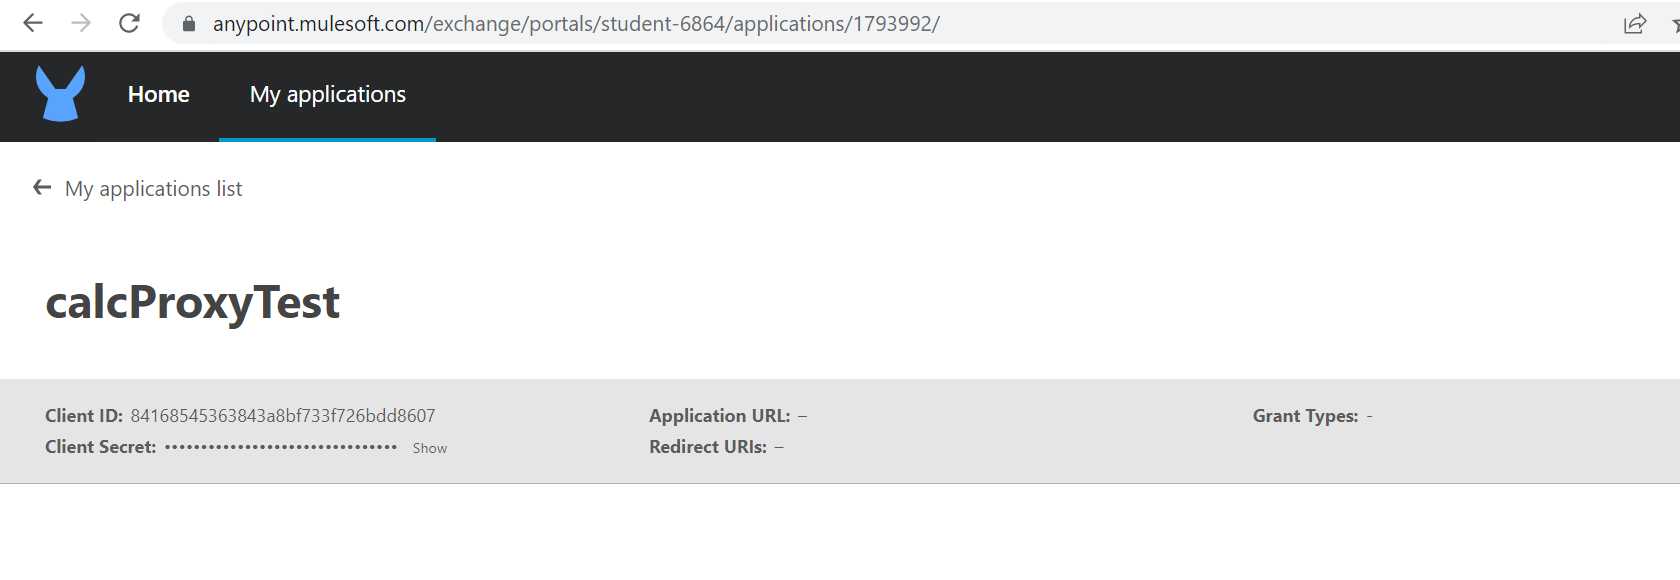 anypoint.mulesoft.com/exchange/portals/student-6864/applications/1793992/
Home My applications
My applications list
calcProxyTest
Client ID: 84168545363843a8bf733f726bdd8607 Application URL: – Grant Types: -
Client Secret: •••••••••••••••••••••••••••••••• Show Redirect URIs: –